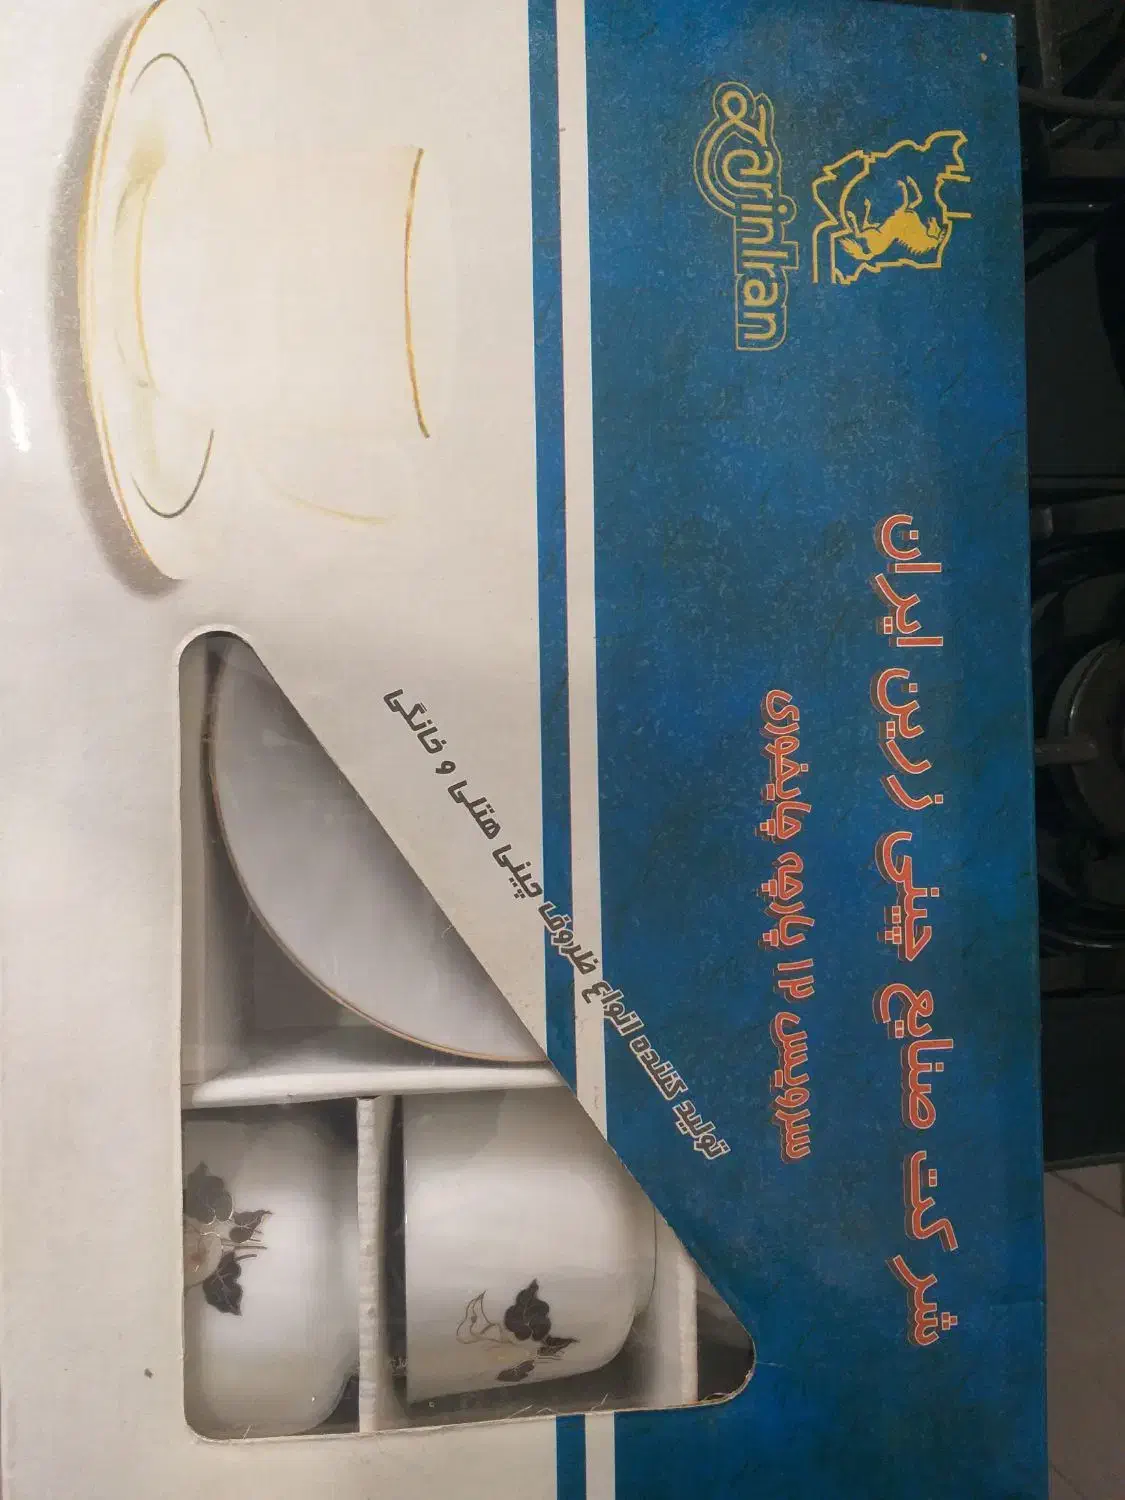 ZarinIran
شرکت صنایع چینی زرین ایران
سرویس ۱۲ پارچه چایخوری
تولید کننده انواع ظروف چینی هتلی و خانگی